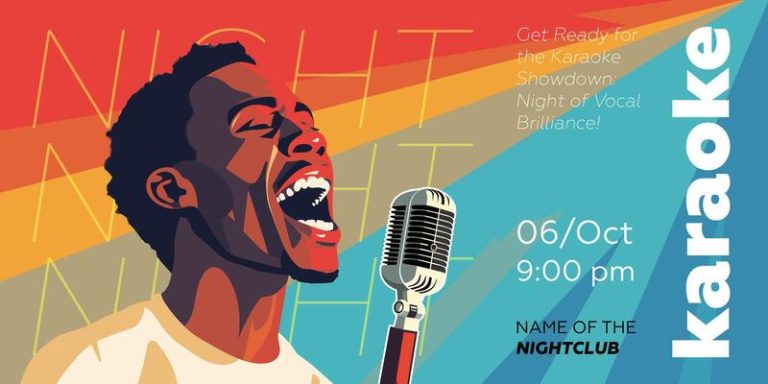 NIGHT
NIGHT
NIGHT
Get Ready for
the Karaoke
Showdown:
Night of Vocal
Brilliance!
06/Oct
9:00 pm
NAME OF THE
NIGHTCLUB
karaoke